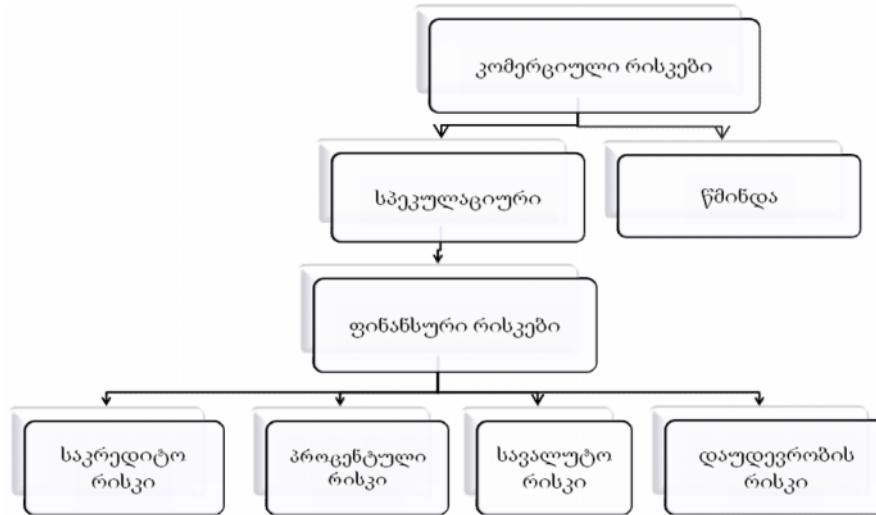 კომერციული რისკები
სპეკულაციური
წმინდა
ფინანსური რისკები
საკრედიტო
რისკი
პროცენტული
რისკი
სავალუტო
რისკი
დაუდევრობის
რისკი